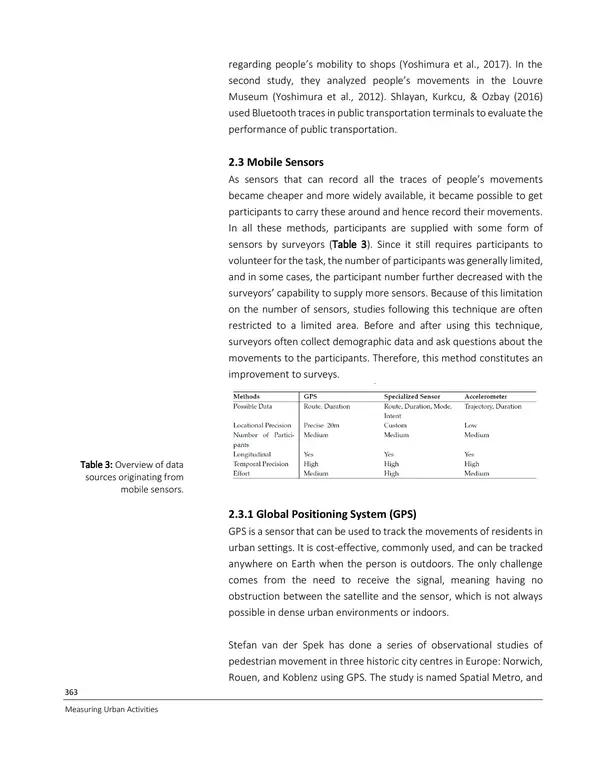 regarding people's mobility to shops (Yoshimura et al., 2017). In the
second study, they analyzed people's movements in the Louvre
Museum (Yoshimura et al., 2012). Shlayan, Kurkcu, & Ozbay (2016)
used Bluetooth traces in public transportation terminals to evaluate the
performance of public transportation.
2.3 Mobile Sensors
As sensors that can record all the traces of people's movements
became cheaper and more widely available, it became possible to get
participants to carry these around and hence record their movements.
In all these methods, participants are supplied with some form of
sensors by surveyors (Table 3). Since it still requires participants to
volunteer for the task, the number of participants was generally limited,
and in some cases, the participant number further decreased with the
surveyors' capability to supply more sensors. Because of this limitation
on the number of sensors, studies following this technique are often
restricted to a limited area. Before and after using this technique,
surveyors often collect demographic data and ask questions about the
movements to the participants. Therefore, this method constitutes an
improvement to surveys.
Methods GPS Specialized Sensor Accelerometer
Possible Data Route, Duration Route, Duration, Mode, Trajectory, Duration
Intent
Locational Precision Precise 20m Custom Low
Number of Partici- Medium Medium Medium
pants
Longitudinal Yes Yes Yes
Temporal Precision High High High
Effort Medium High Medium
Table 3: Overview of data
sources originating from
mobile sensors.
2.3.1 Global Positioning System (GPS)
GPS is a sensor that can be used to track the movements of residents in
urban settings. It is cost-effective, commonly used, and can be tracked
anywhere on Earth when the person is outdoors. The only challenge
comes from the need to receive the signal, meaning having no
obstruction between the satellite and the sensor, which is not always
possible in dense urban environments or indoors.
Stefan van der Spek has done a series of observational studies of
pedestrian movement in three historic city centres in Europe: Norwich,
Rouen, and Koblenz using GPS. The study is named Spatial Metro, and
363
Measuring Urban Activities